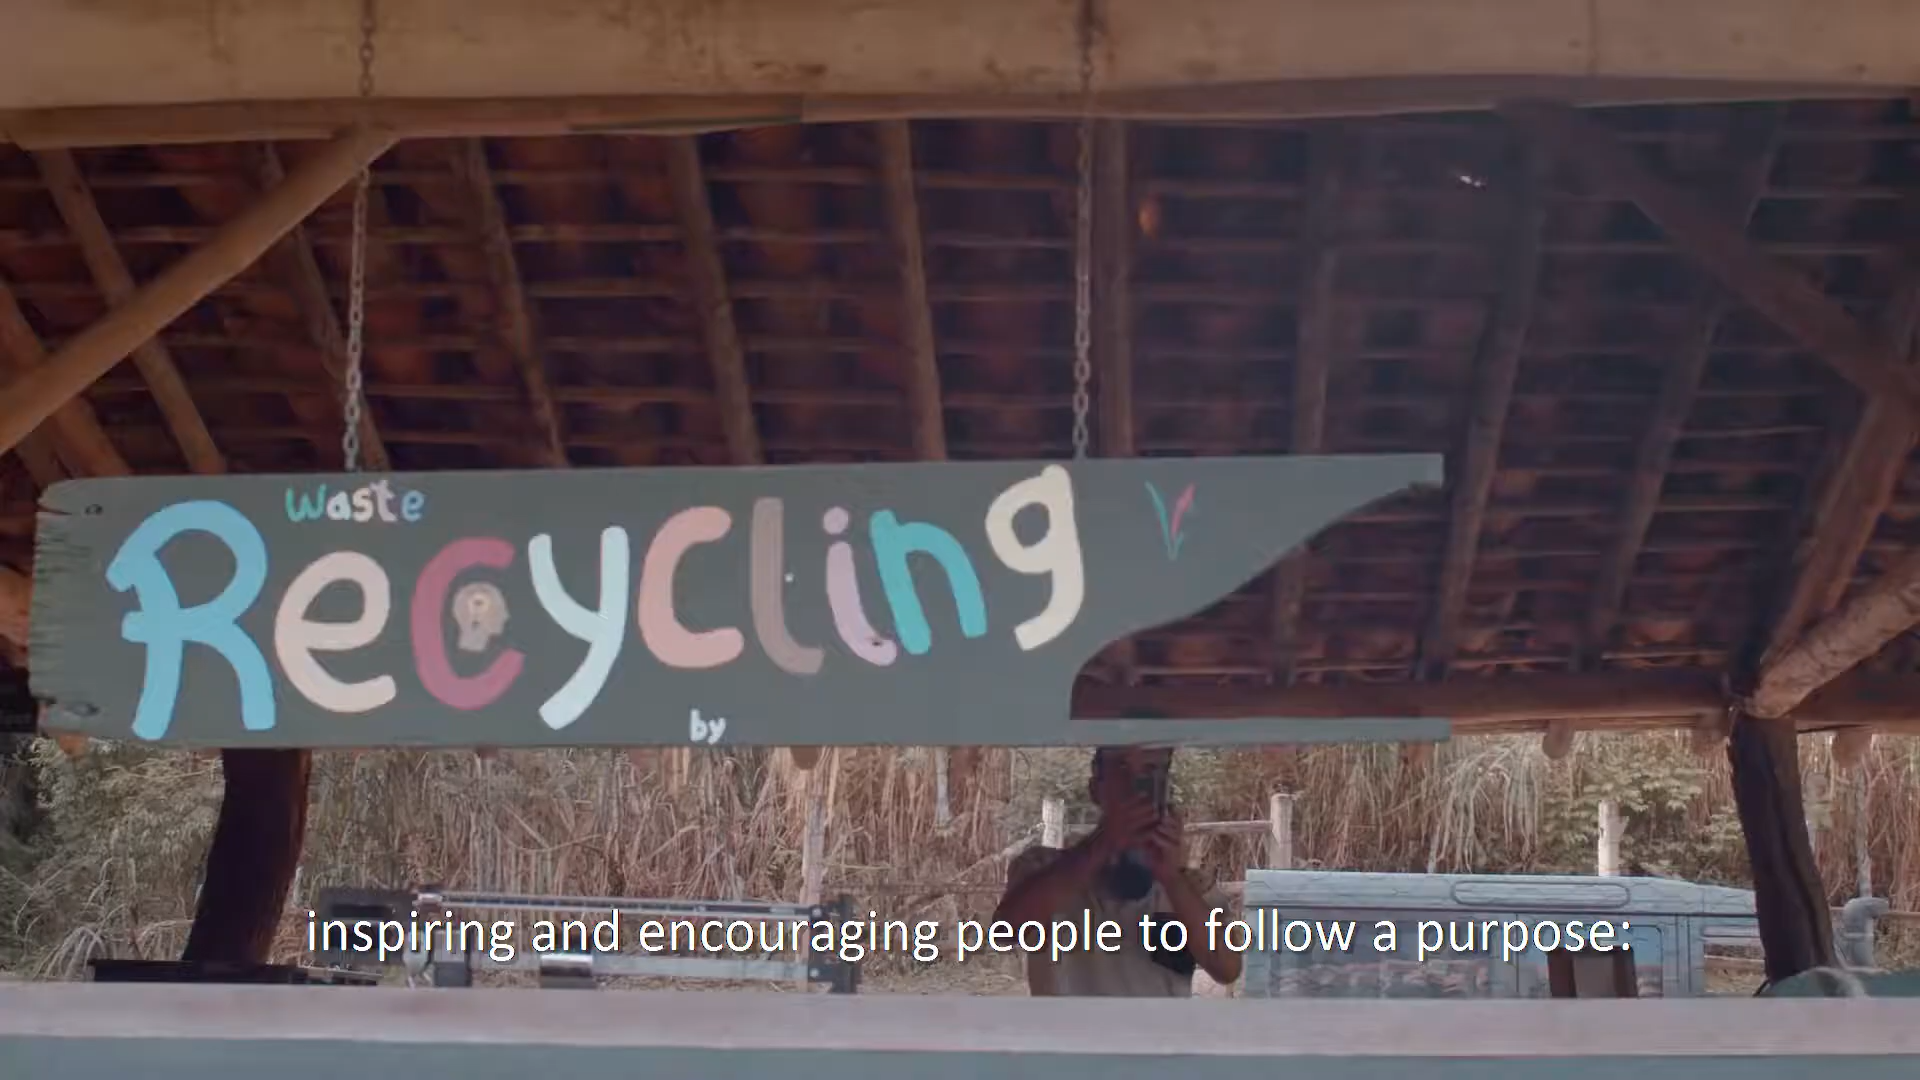 waste
Recycling
by
inspiring and encouraging people to follow a purpose: